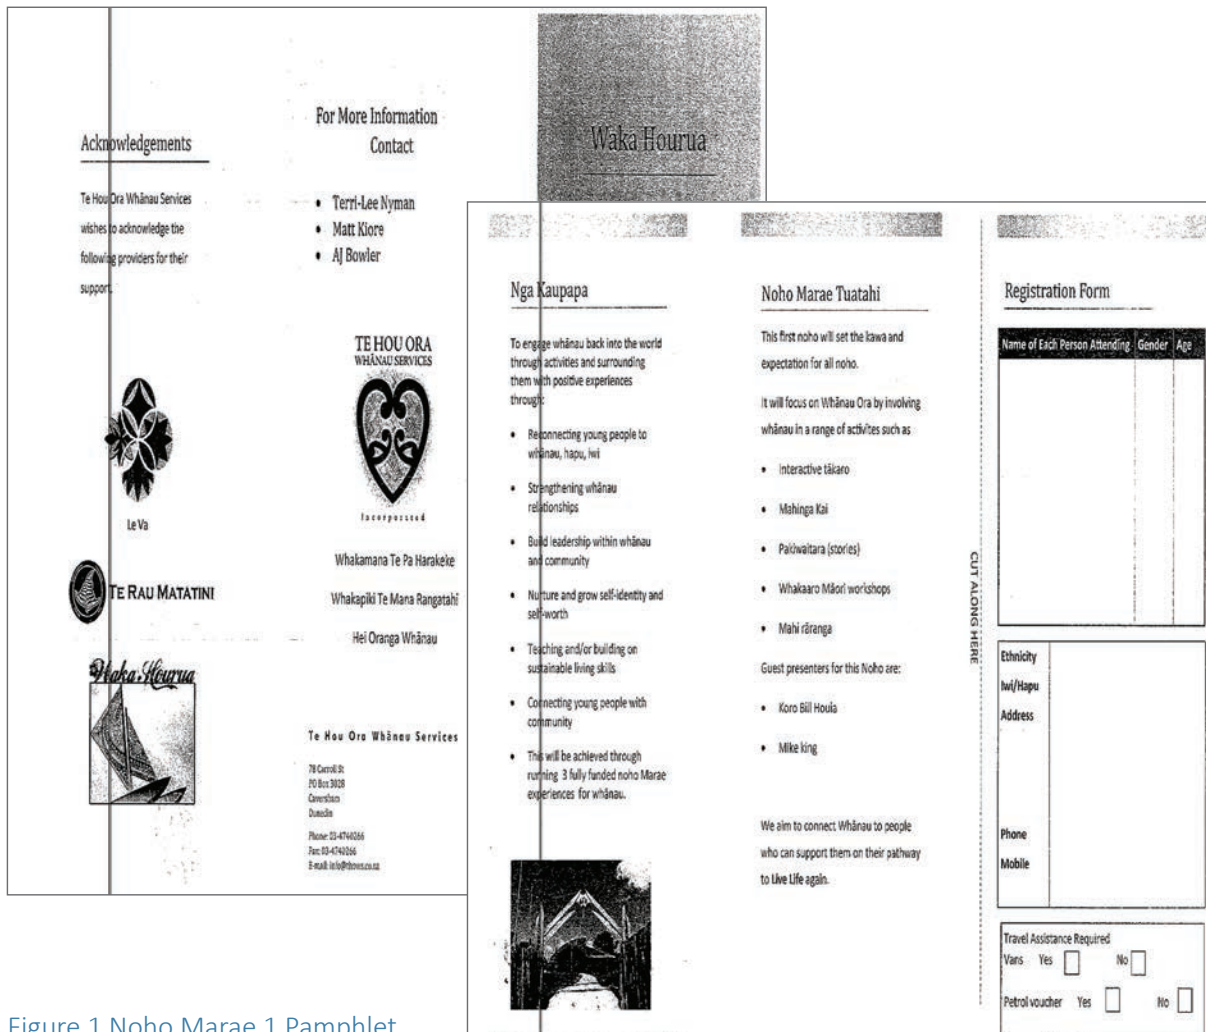 Acknowledgements
Te Hou Ora Whānau Services
wishes to acknowledge the
following providers for their
support.
Le Va
TE RAU MATATINI
Waka Hourua
For More Information
Contact
• Terri-Lee Nyman
• Matt Kiore
• AJ Bowler
TE HOU ORA
WHĀNAU SERVICES
Incorporated
Whakamana Te Pa Harakeke
Whakapiki Te Mana Rangatahi
Hei Oranga Whānau
Te Hou Ora Whānau Services
78 Carroll St
PO Box 3028
Caversham
Dunedin
Phone: 03-4740266
Fax: 03-4740266
E-mail: info@thows.co.nz
Waka Hourua
Nga Kaupapa
To engage whānau back into the world
through activities and surrounding
them with positive experiences
through:
• Reconnecting young people to
whānau, hapu, iwi
• Strengthening whānau
relationships
• Build leadership within whānau
and community
• Nurture and grow self-identity and
self-worth
• Teaching and/or building on
sustainable living skills
• Connecting young people with
community
• This will be achieved through
running 3 fully funded noho Marae
experiences for whānau.
Noho Marae Tuatahi
This first noho will set the kawa and
expectation for all noho.
It will focus on Whānau Ora by involving
whānau in a range of activites such as
• Interactive tākaro
• Mahinga Kai
• Pakiwaitara (stories)
• Whakaaro Māori workshops
• Mahi rāranga
Guest presenters for this Noho are:
• Koro Bill Houia
• Mike king
We aim to connect Whānau to people
who can support them on their pathway
to Live Life again.
CUT ALONG HERE
Registration Form
Name of Each Person Attending Gender Age
Ethnicity
Iwi/Hapu
Address
Phone
Mobile
Travel Assistance Required
Vans Yes No
Petrol voucher Yes No
Figure 1 Noho Marae 1 Pamphlet